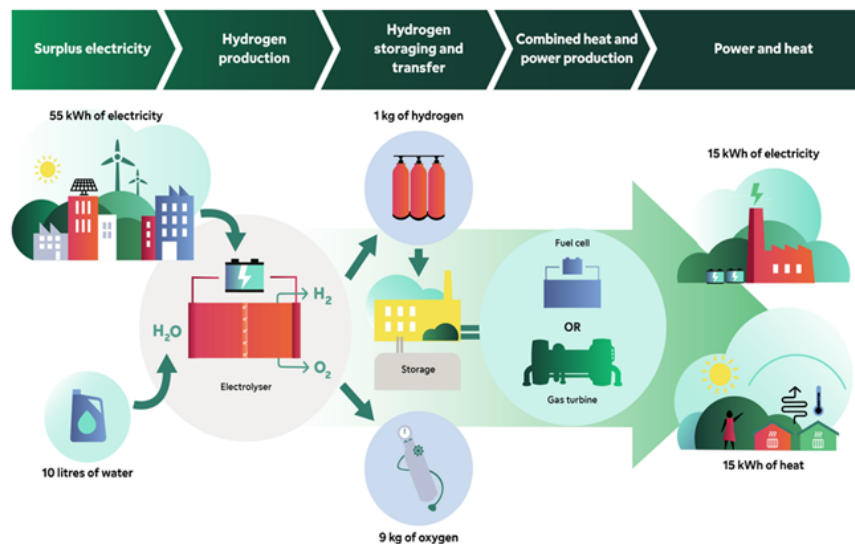 Surplus electricity
Hydrogen
production
Hydrogen
storaging and
transfer
Combined heat and
power production
Power and heat
55 kWh of electricity
1 kg of hydrogen
15 kWh of electricity
Fuel cell
H₂
H₂O
OR
Storage
O₂
Electrolyser
Gas turbine
10 litres of water
15 kWh of heat
9 kg of oxygen